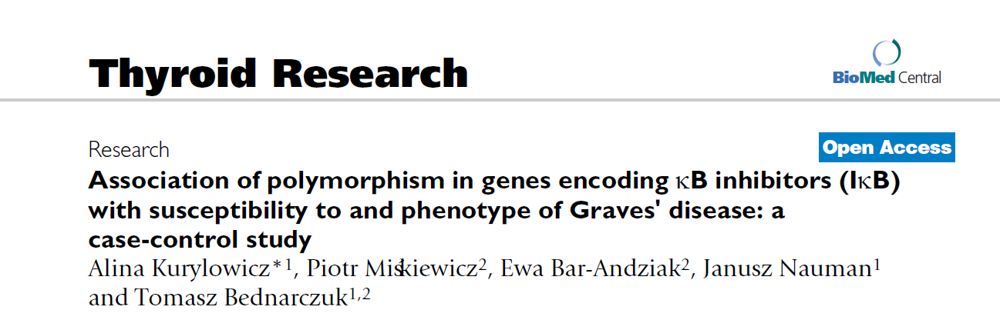 Thyroid Research
BioMed Central
Research
Open Access
Association of polymorphism in genes encoding κB inhibitors (IκB)
with susceptibility to and phenotype of Graves' disease: a
case-control study
Alina Kurylowicz*1, Piotr Miskiewicz2, Ewa Bar-Andziak2, Janusz Nauman1
and Tomasz Bednarczuk1,2